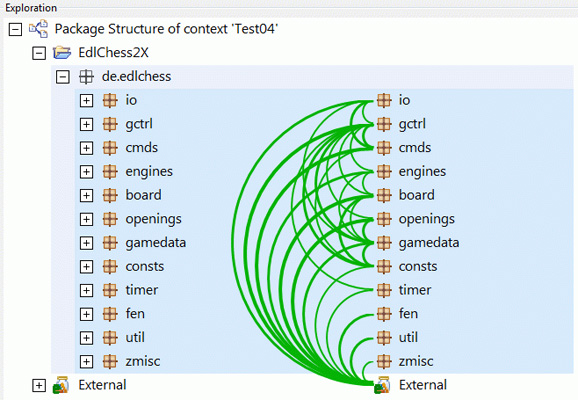 Exploration
Package Structure of context 'Test04'
EdlChess2X
de.edlchess
io io
gctrl gctrl
cmds cmds
engines engines
board board
openings openings
gamedata gamedata
consts consts
timer timer
fen fen
util util
zmisc zmisc
External External